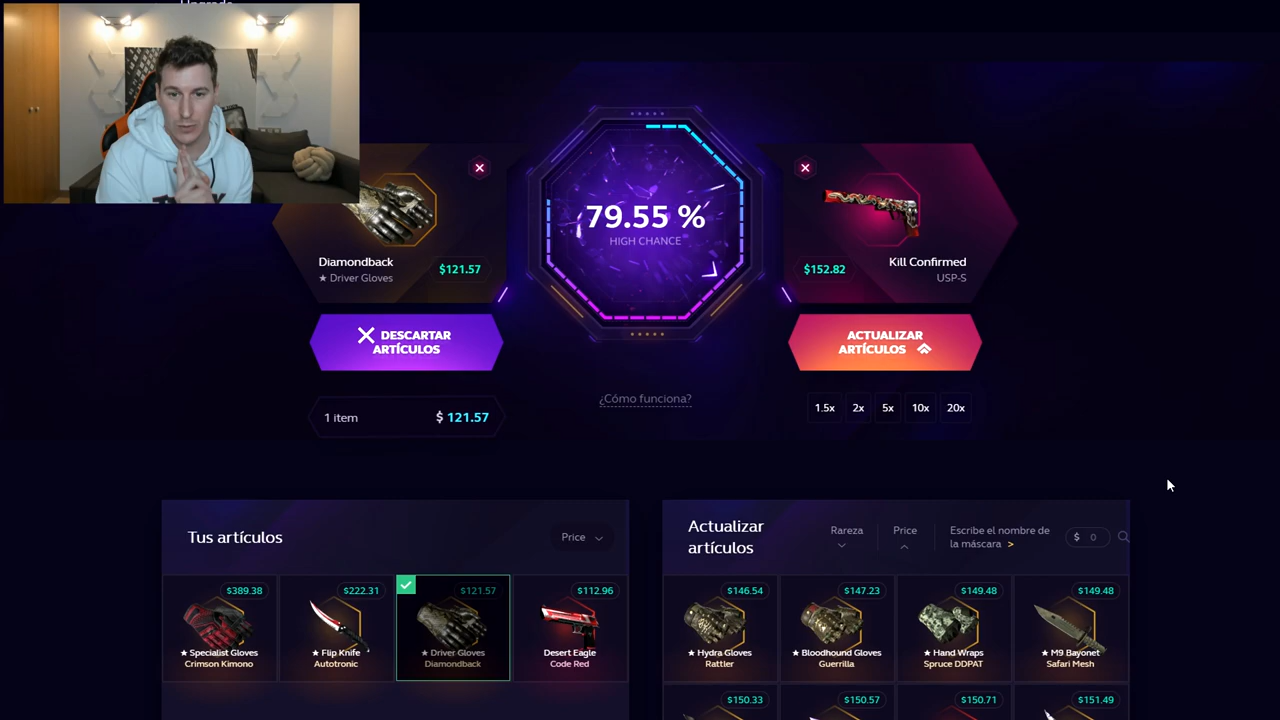 79.55 %
HIGH CHANCE
Diamondback
★ Driver Gloves
$121.57
$152.82
Kill Confirmed
USP-S
DESCARTAR
ARTÍCULOS
ACTUALIZAR
ARTÍCULOS
1 item
$ 121.57
¿Cómo funciona?
1.5x
2x
5x
10x
20x
Tus artículos
Price
Actualizar
artículos
Rareza
Price
Escribe el nombre de
la máscara >
$ 0
$389.38
★ Specialist Gloves
Crimson Kimono
$222.31
★ Flip Knife
Autotronic
$121.57
★ Driver Gloves
Diamondback
$112.96
Desert Eagle
Code Red
$146.54
★ Hydra Gloves
Rattler
$147.23
★ Bloodhound Gloves
Guerrilla
$149.48
★ Hand Wraps
Spruce DDPAT
$149.48
★ M9 Bayonet
Safari Mesh
$150.33
$150.57
$150.71
$151.49